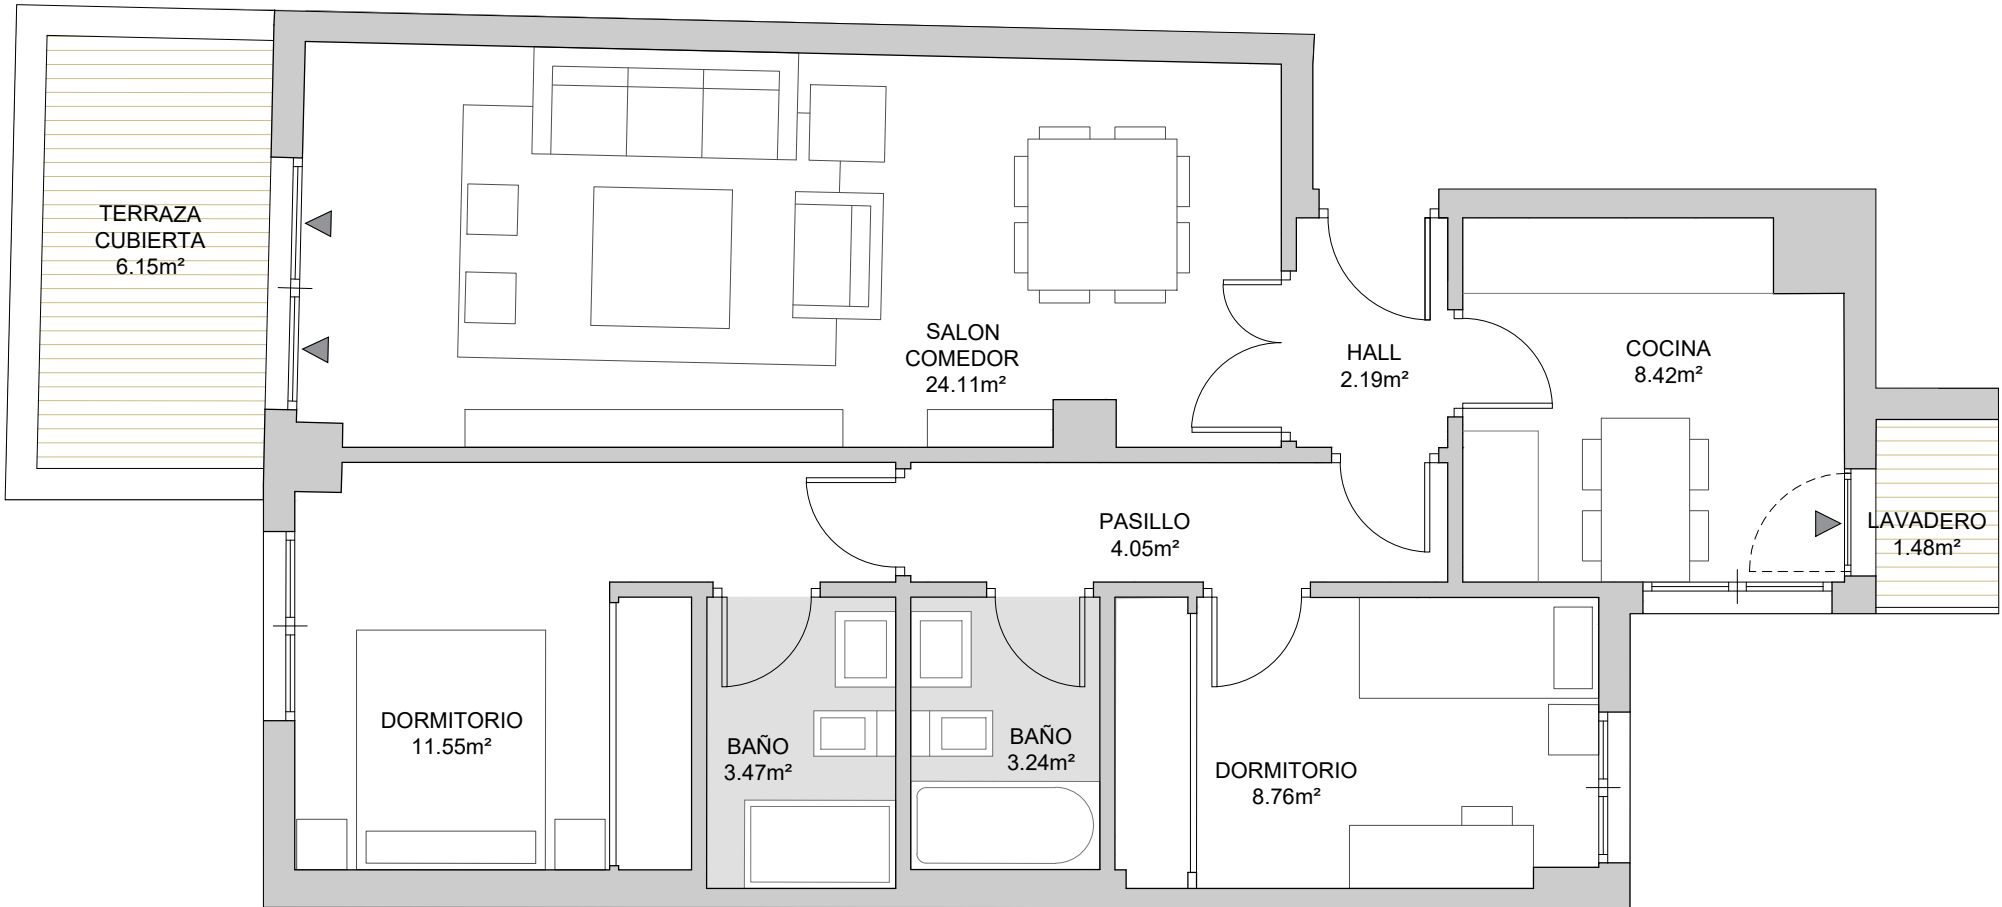 TERRAZA
CUBIERTA
6.15m²
SALON
COMEDOR
24.11m²
HALL
2.19m²
COCINA
8.42m²
PASILLO
4.05m²
LAVADERO
1.48m²
DORMITORIO
11.55m²
BAÑO
3.47m²
BAÑO
3.24m²
DORMITORIO
8.76m²